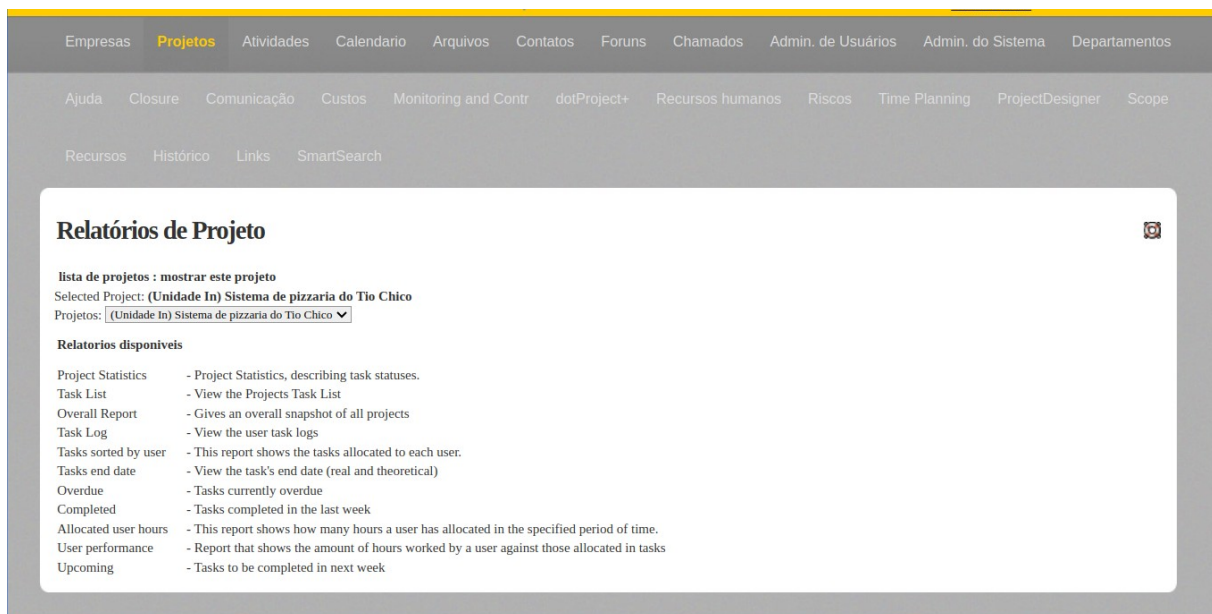 Empresas Projetos Atividades Calendario Arquivos Contatos Foruns Chamados Admin. de Usuários Admin. do Sistema Departamentos
Ajuda Closure Comunicação Custos Monitoring and Contr dotProject+ Recursos humanos Riscos Time Planning ProjectDesigner Scope
Recursos Histórico Links SmartSearch
Relatórios de Projeto
lista de projetos : mostrar este projeto
Selected Project: (Unidade In) Sistema de pizzaria do Tio Chico
Projetos: (Unidade In) Sistema de pizzaria do Tio Chico
Relatorios disponiveis
Project Statistics - Project Statistics, describing task statuses.
Task List - View the Projects Task List
Overall Report - Gives an overall snapshot of all projects
Task Log - View the user task logs
Tasks sorted by user - This report shows the tasks allocated to each user.
Tasks end date - View the task's end date (real and theoretical)
Overdue - Tasks currently overdue
Completed - Tasks completed in the last week
Allocated user hours - This report shows how many hours a user has allocated in the specified period of time.
User performance - Report that shows the amount of hours worked by a user against those allocated in tasks
Upcoming - Tasks to be completed in next week